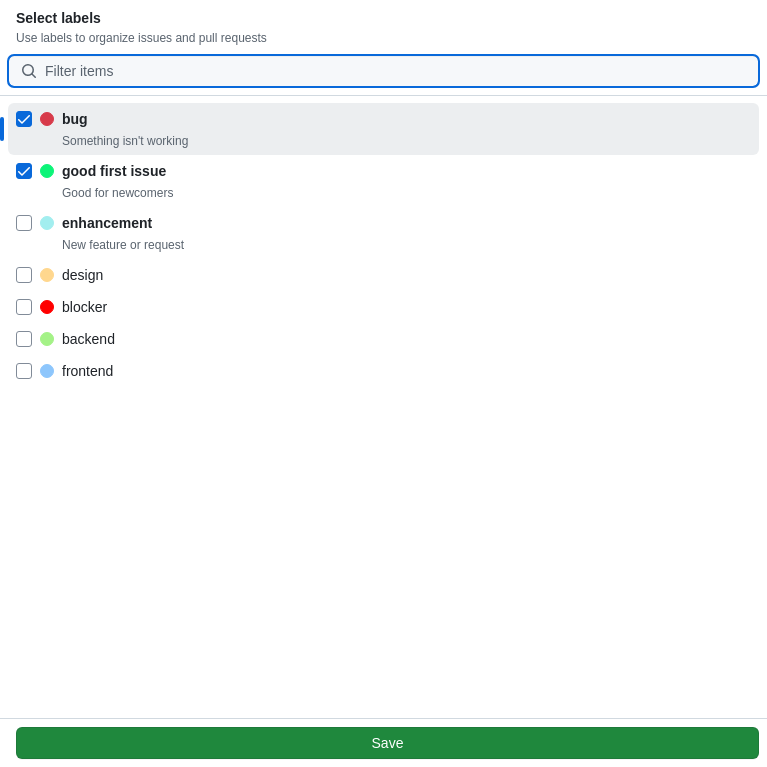 Select labels
Use labels to organize issues and pull requests
Filter items
bug
Something isn't working
good first issue
Good for newcomers
enhancement
New feature or request
design
blocker
backend
frontend
Save